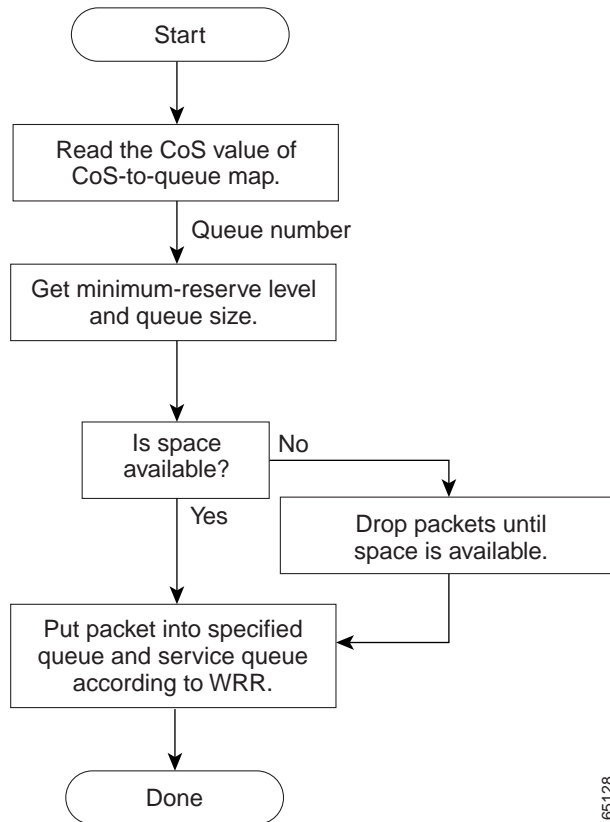 Start
Read the CoS value of
CoS-to-queue map.
Queue number
Get minimum-reserve level
and queue size.
Is space
available?
No
Yes
Drop packets until
space is available.
Put packet into specified
queue and service queue
according to WRR.
Done
65128